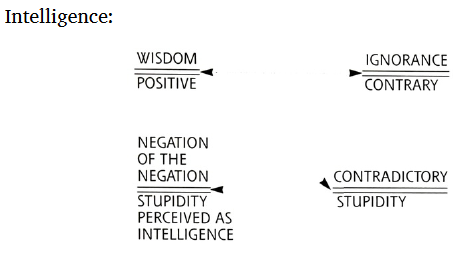 Intelligence:
WISDOM
POSITIVE
IGNORANCE
CONTRARY
NEGATION
OF THE
NEGATION
STUPIDITY
PERCEIVED AS
INTELLIGENCE
CONTRADICTORY
STUPIDITY